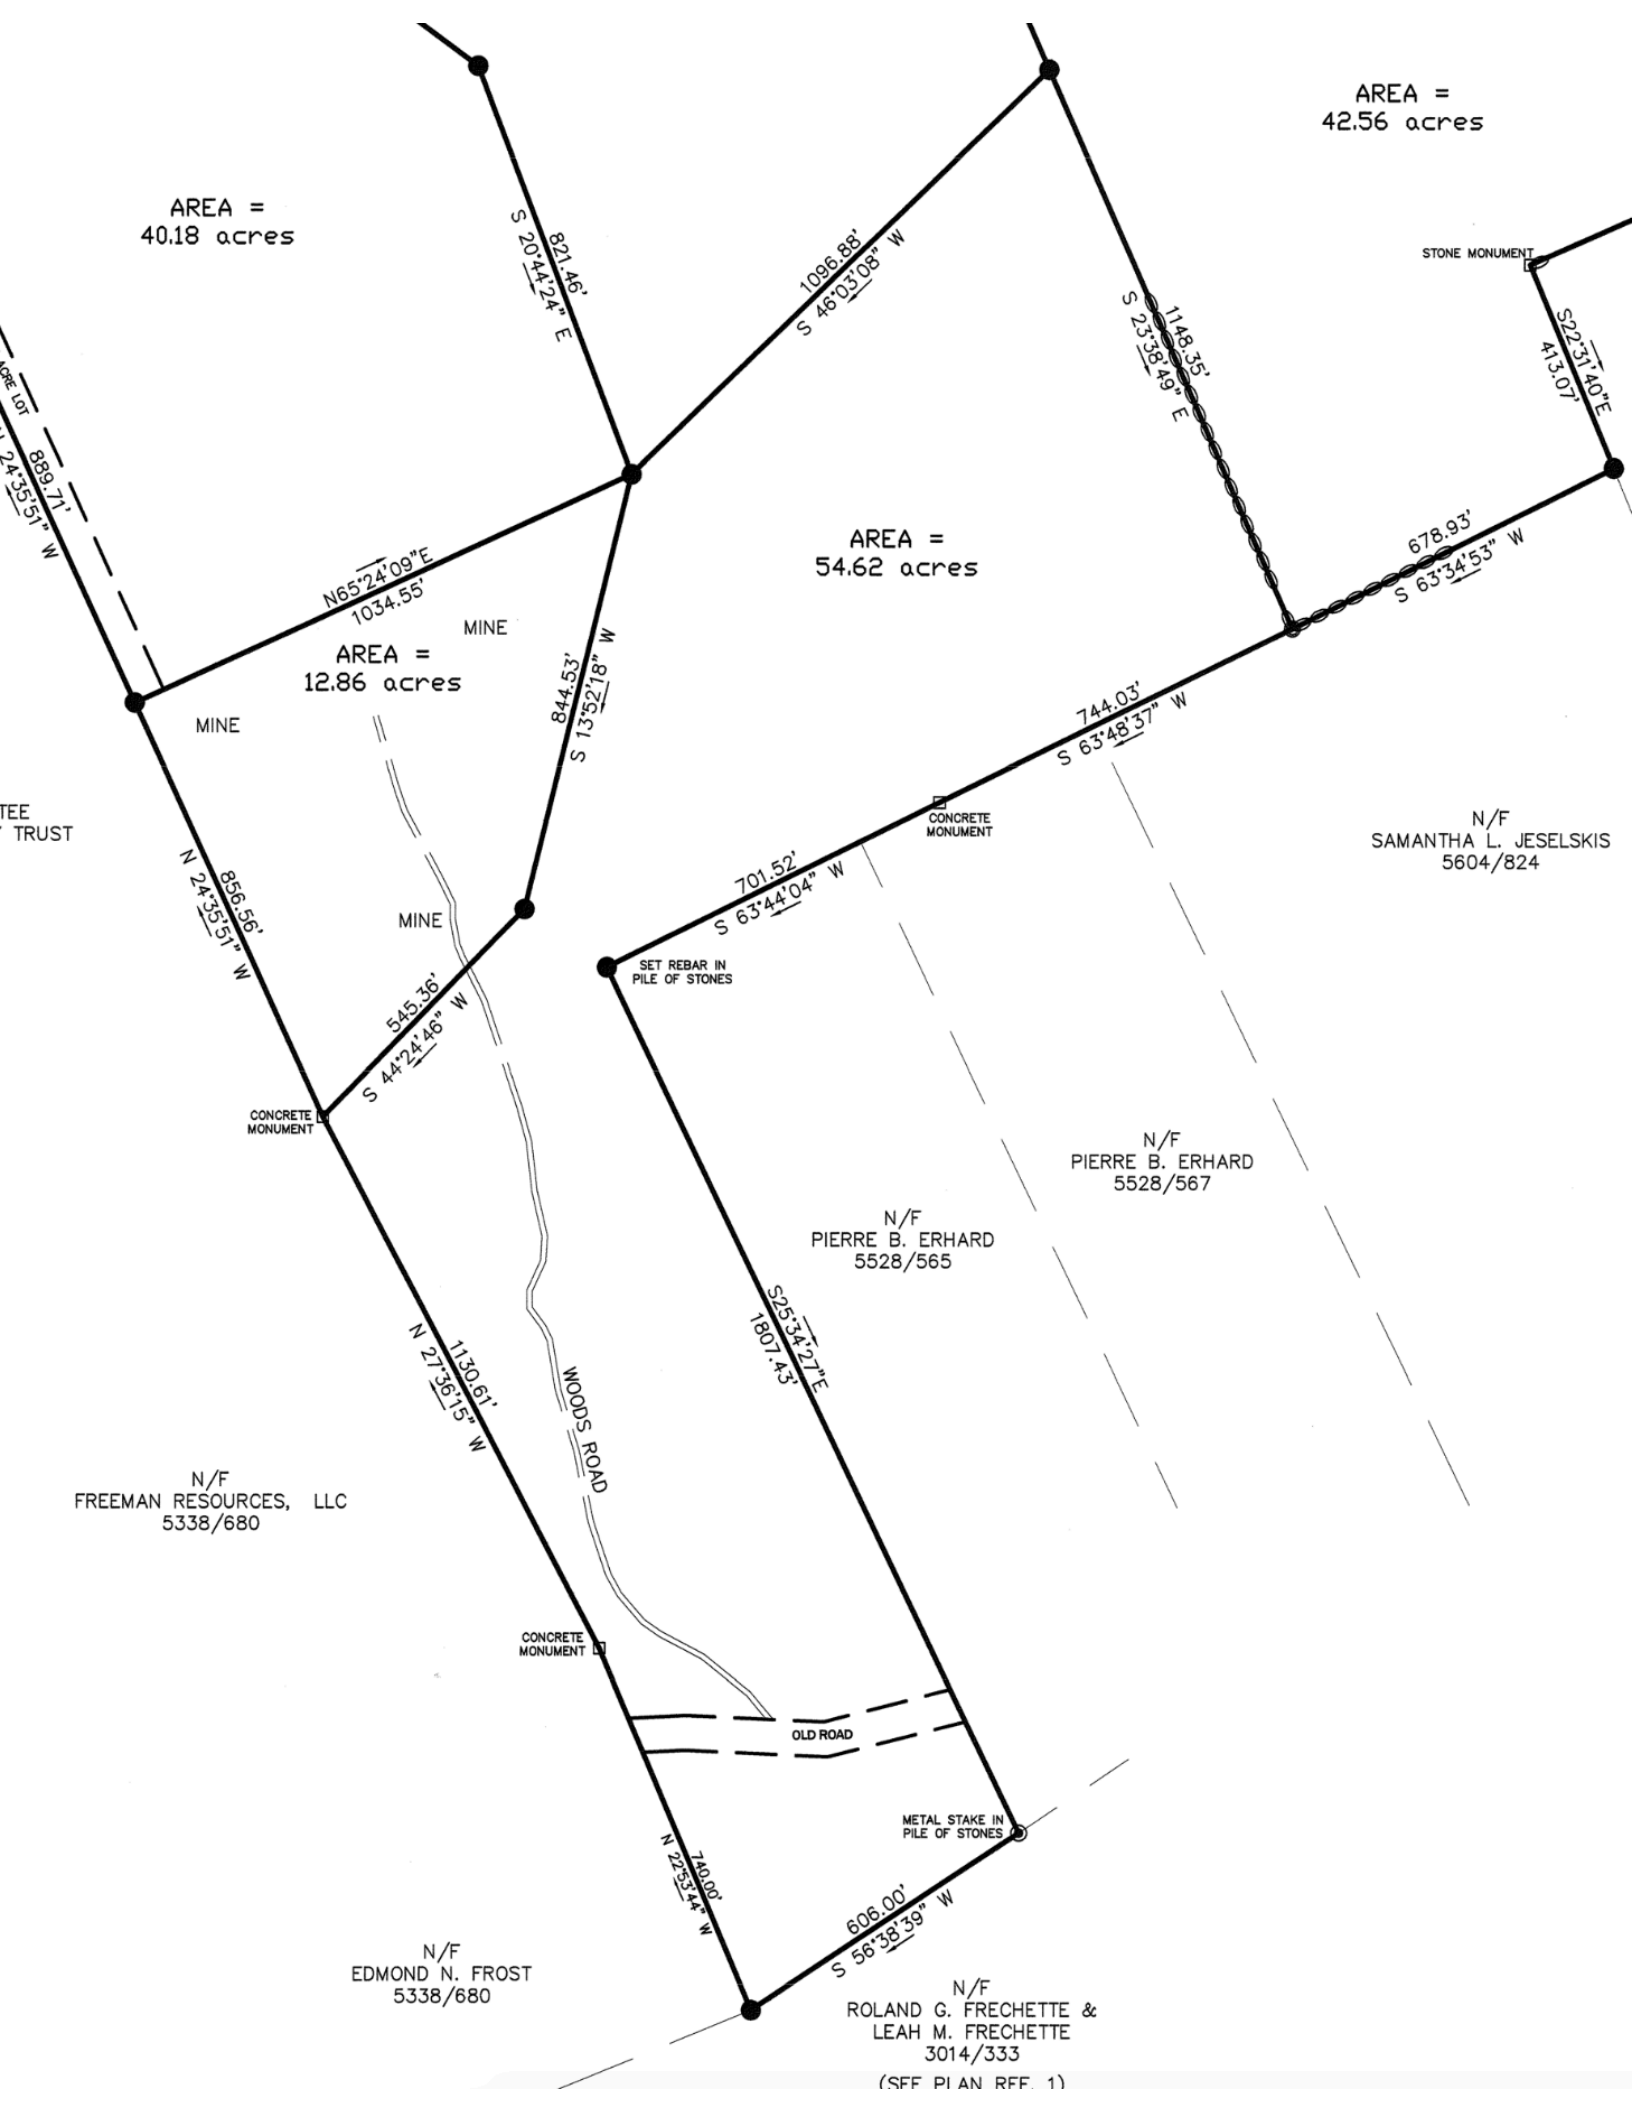 AREA =
42.56 acres
AREA =
40.18 acres
821.46'
S 20°44'24" E
1096.88'
S 46°03'08" W
STONE MONUMENT
1148.35'
S 23°38'49" E
S22°31'40"E
413.07'
ACRE LOT
889.71'
24°35'51" W
678.93'
S 63°34'53" W
AREA =
54.62 acres
N65°24'09"E
1034.55'
MINE
AREA =
12.86 acres
MINE
844.53'
S 13°52'18" W
744.03'
S 63°48'37" W
TEE
TRUST
CONCRETE
MONUMENT
N/F
SAMANTHA L. JESELSKIS
5604/824
701.52'
S 63°44'04" W
856.56'
N 24°35'51" W
MINE
SET REBAR IN
PILE OF STONES
545.36'
S 44°24'46" W
CONCRETE
MONUMENT
N/F
PIERRE B. ERHARD
5528/567
N/F
PIERRE B. ERHARD
5528/565
S25°34'27"E
1807.43'
1130.61'
N 27°36'15" W
WOODS ROAD
N/F
FREEMAN RESOURCES, LLC
5338/680
CONCRETE
MONUMENT
OLD ROAD
METAL STAKE IN
PILE OF STONES
740.00'
N 22°53'44" W
606.00'
S 56°38'39" W
N/F
EDMOND N. FROST
5338/680
N/F
ROLAND G. FRECHETTE &
LEAH M. FRECHETTE
3014/333
(SEE PLAN REF. 1)